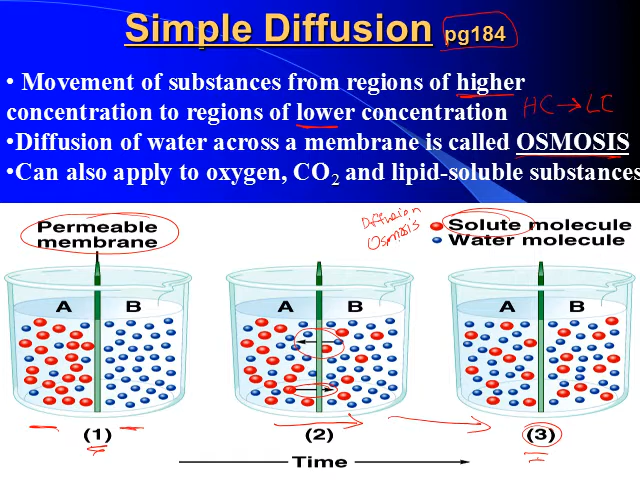 Simple Diffusion pg184
• Movement of substances from regions of higher
concentration to regions of lower concentration HC → LC
•Diffusion of water across a membrane is called OSMOSIS
•Can also apply to oxygen, CO2 and lipid-soluble substances
Permeable
membrane
Diffusion
Osmosis
Solute molecule
Water molecule
A B
A B
A B
(1)
(2)
(3)
Time